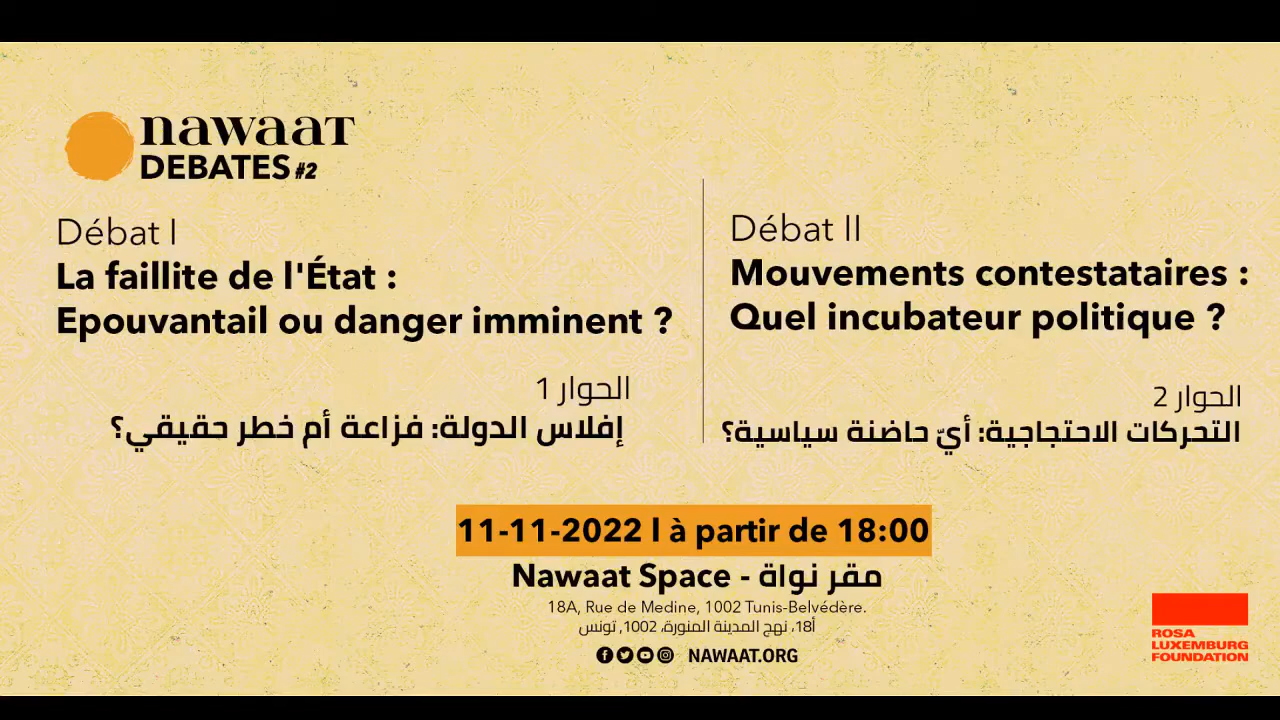 nawaaT
DEBATES #2
Débat I
La faillite de l'État :
Epouvantail ou danger imminent ?
الحوار 1
إفلاس الدولة: فزاعة أم خطر حقيقي؟
Débat II
Mouvements contestataires :
Quel incubateur politique ?
الحوار 2
التحركات الاحتجاجية: أيّ حاضنة سياسية؟
11-11-2022 l à partir de 18:00
Nawaat Space - مقر نواة
18A, Rue de Medine, 1002 Tunis-Belvédère.
18أ، نهج المدينة المنورة، 1002, تونس
NAWAAT.ORG
ROSA
LUXEMBURG
FOUNDATION